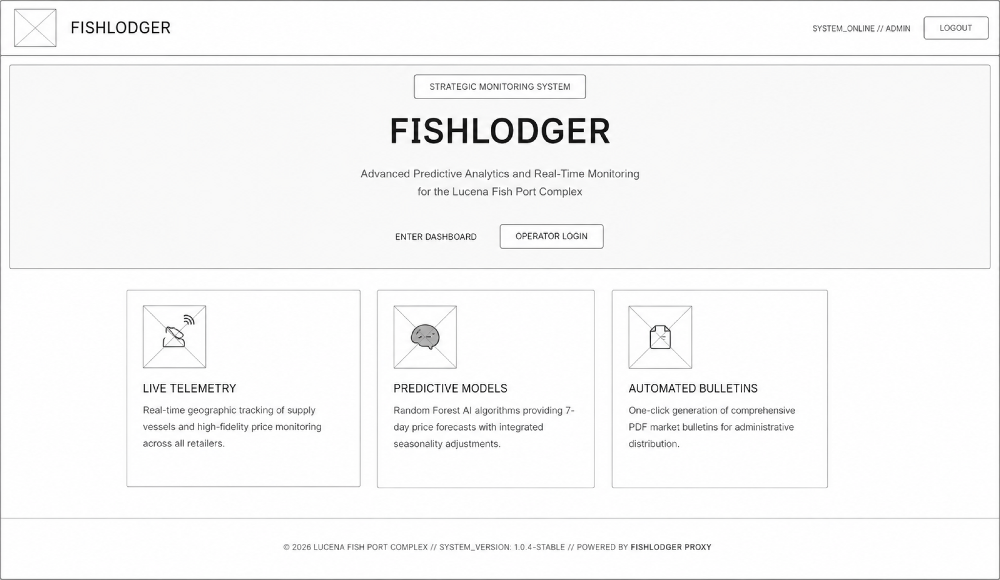 FISHLODGER
SYSTEM_ONLINE // ADMIN
LOGOUT
STRATEGIC MONITORING SYSTEM
FISHLODGER
Advanced Predictive Analytics and Real-Time Monitoring
for the Lucena Fish Port Complex
ENTER DASHBOARD
OPERATOR LOGIN
LIVE TELEMETRY
Real-time geographic tracking of supply
vessels and high-fidelity price monitoring
across all retailers.
PREDICTIVE MODELS
Random Forest AI algorithms providing 7-
day price forecasts with integrated
seasonality adjustments.
AUTOMATED BULLETINS
One-click generation of comprehensive
PDF market bulletins for administrative
distribution.
© 2026 LUCENA FISH PORT COMPLEX // SYSTEM_VERSION: 1.0.4-STABLE // POWERED BY FISHLODGER PROXY